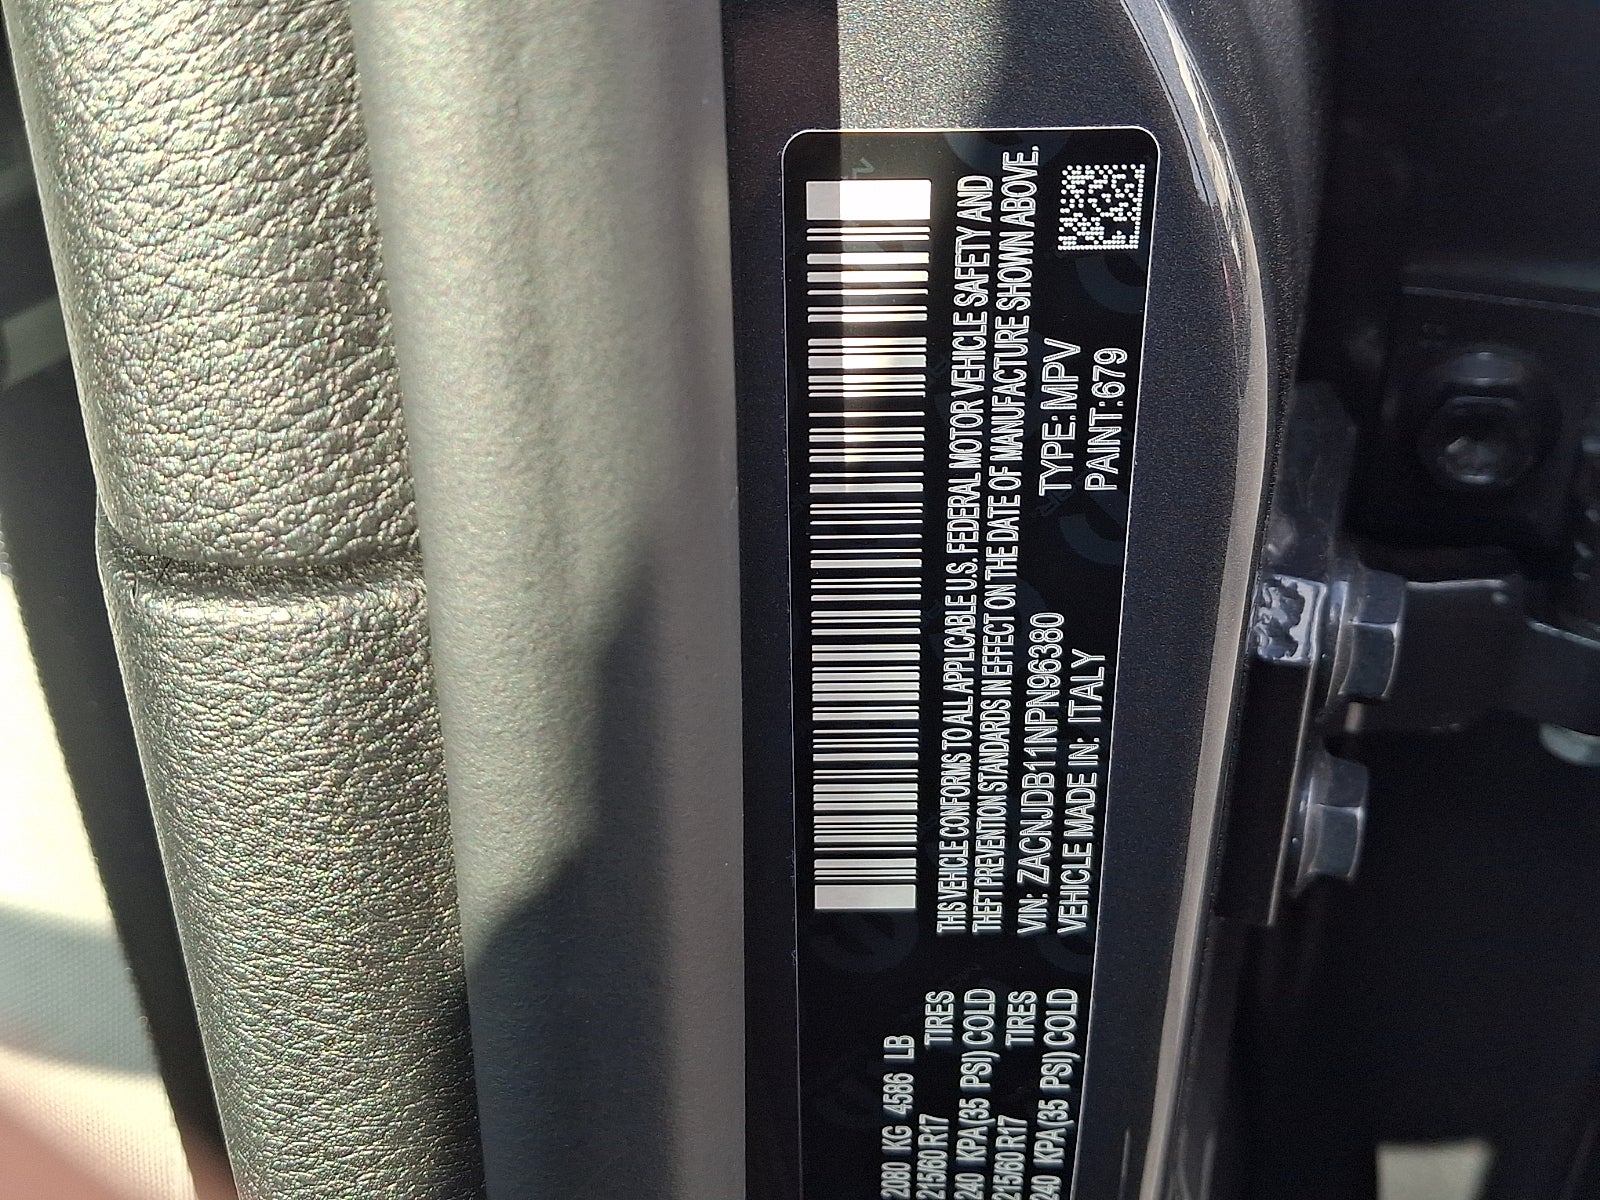 2080 KG 4586 LB
215/60 R17 TIRES
240 KPA(35 PSI) COLD
215/60 R17 TIRES
240 KPA(35 PSI) COLD
THIS VEHICLE CONFORMS TO ALL APPLICABLE U.S. FEDERAL MOTOR VEHICLE SAFETY AND
THEFT PREVENTION STANDARDS IN EFFECT ON THE DATE OF MANUFACTURE SHOWN ABOVE.
VIN: ZACNJDB11NPN96380 TYPE: MPV
VEHICLE MADE IN: ITALY PAINT:679